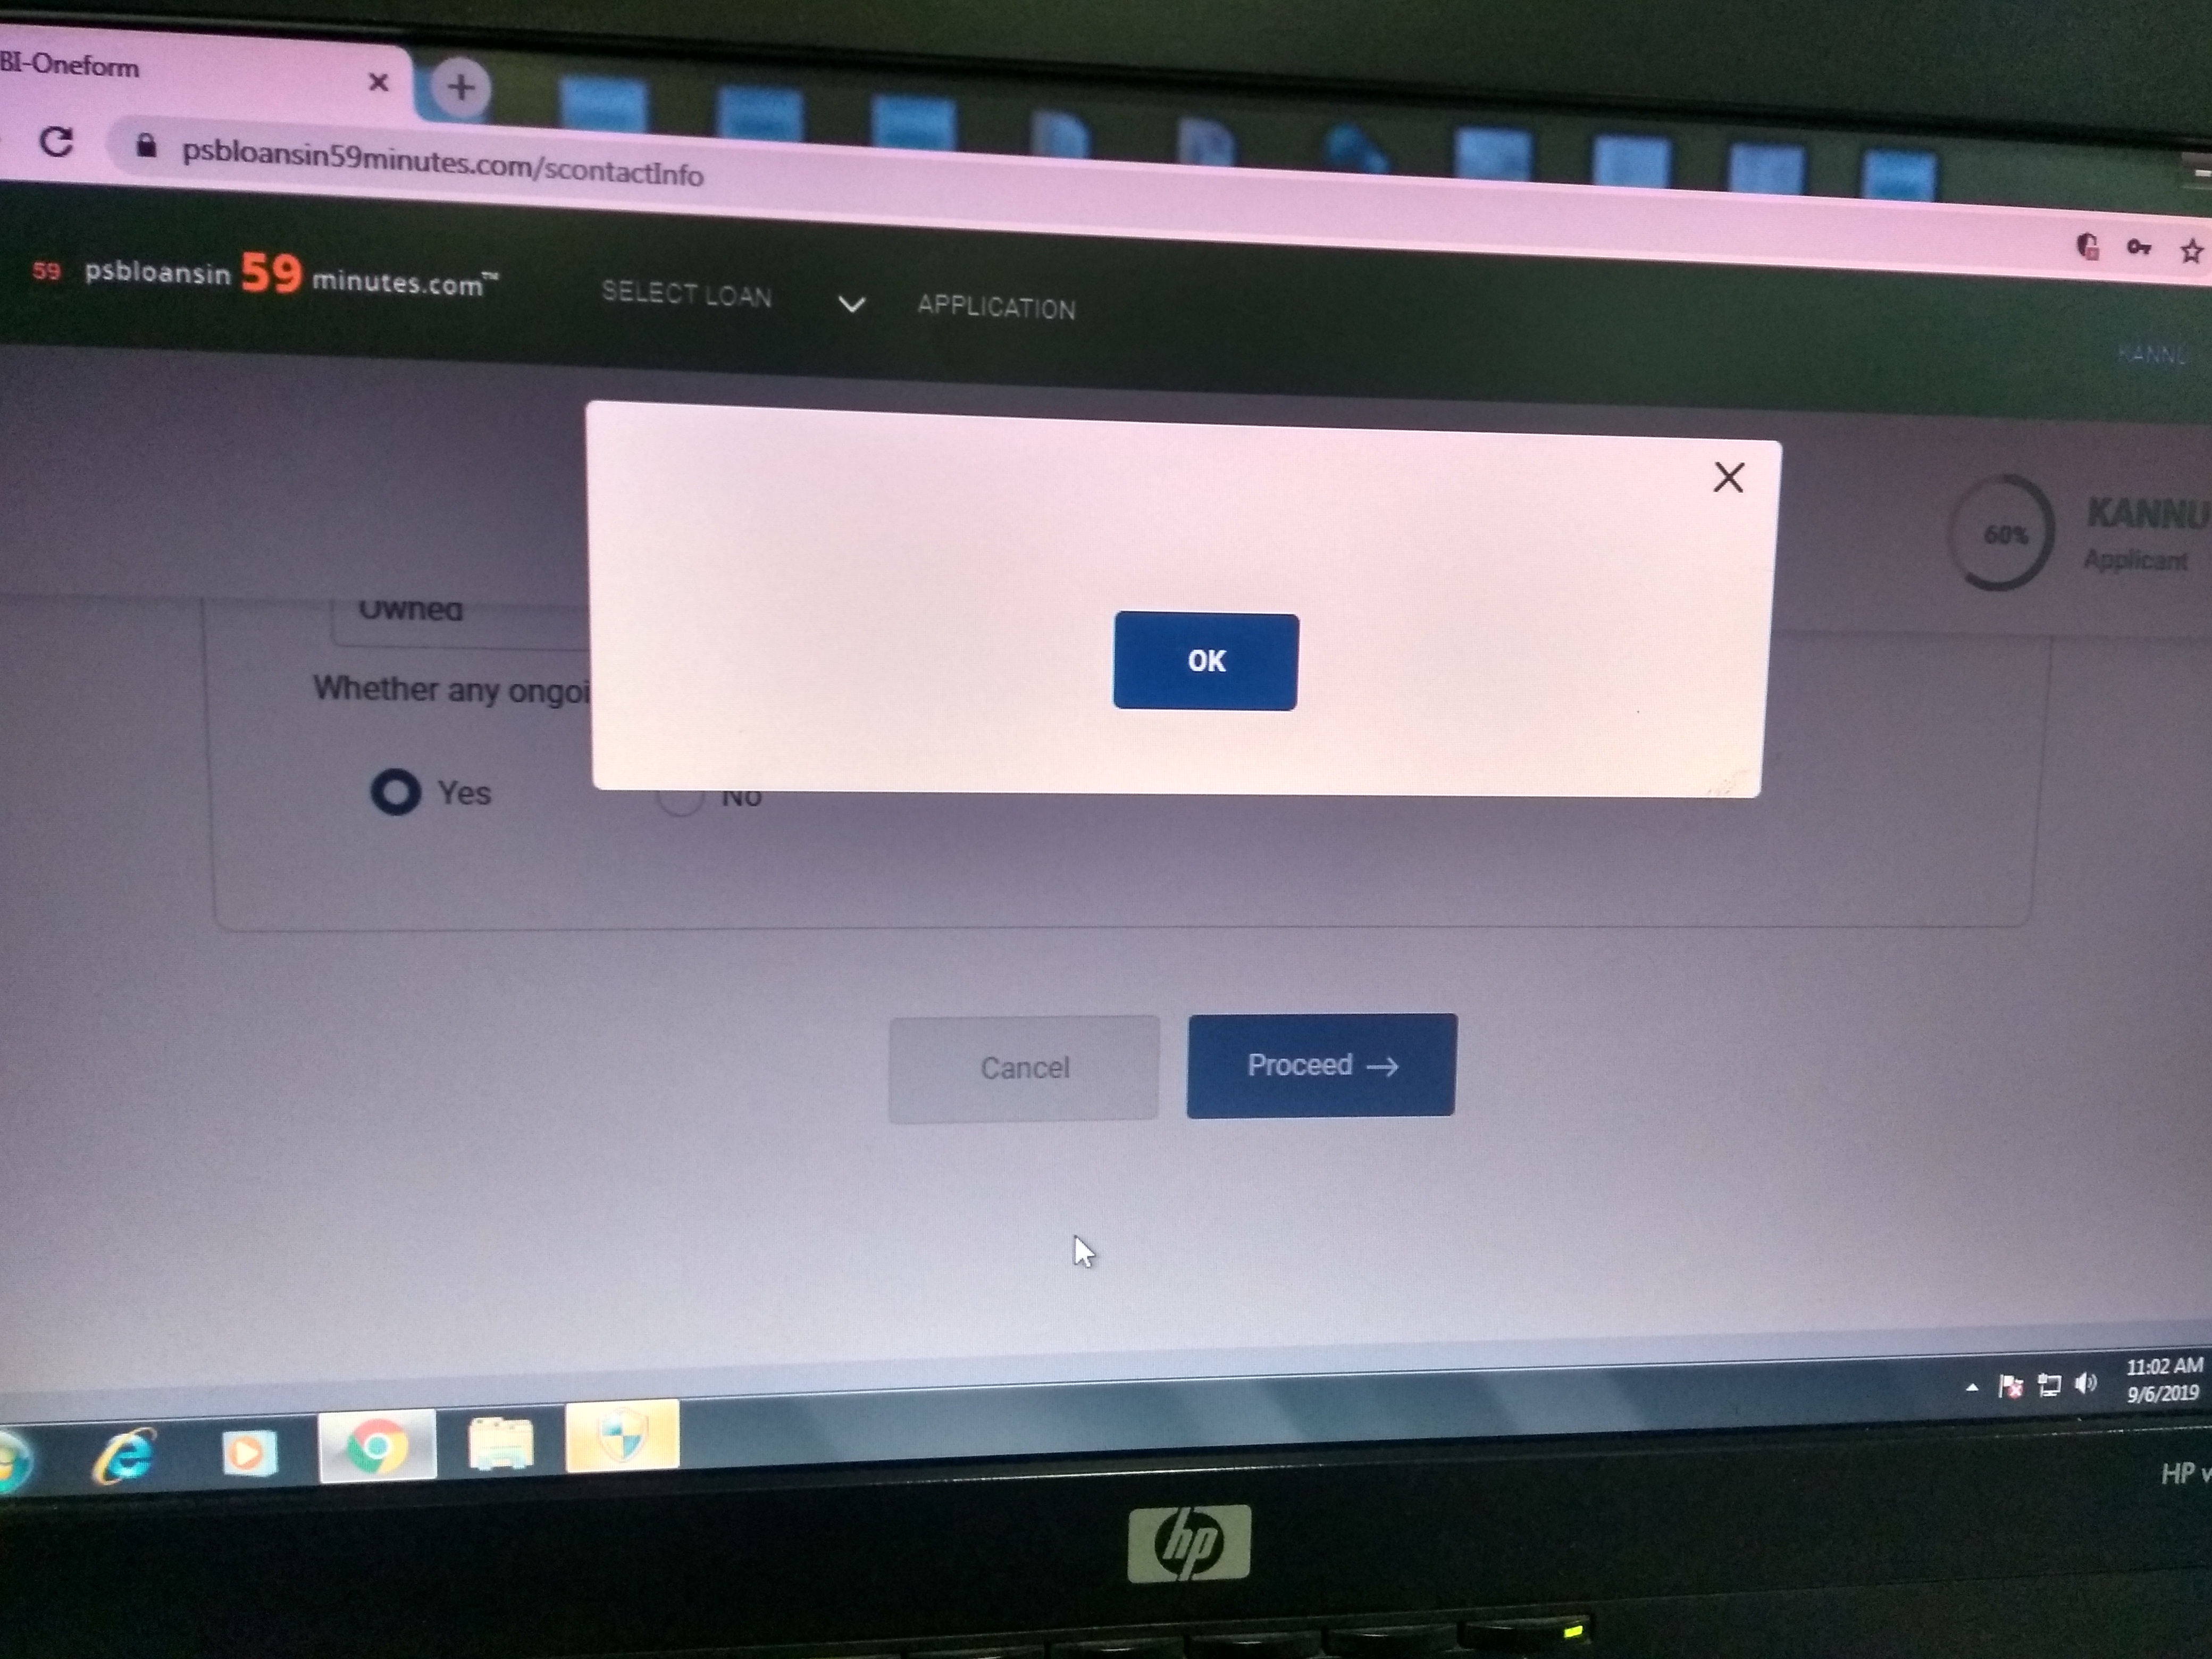 BI-Oneform
psbloansin59minutes.com/scontactInfo
59 psbloansin 59 minutes.com™ SELECT LOAN APPLICATION
KANNU
60% KANNU
Applicant
Owned
Whether any ongoi
OK
Yes No
Cancel Proceed →
11:02 AM
9/6/2019
HP
hp